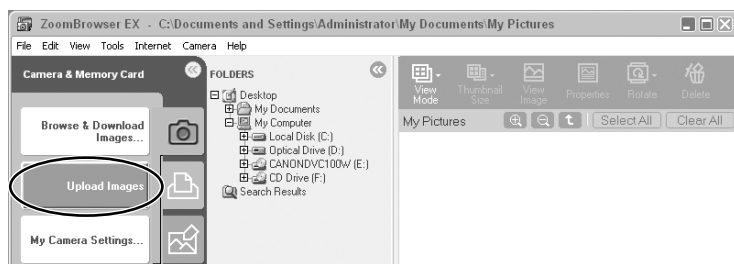 ZoomBrowser EX - C:\Documents and Settings\Administrator\My Documents\My Pictures
File Edit View Tools Internet Camera Help
Camera & Memory Card
Browse & Download
Images...
Upload Images
My Camera Settings...
FOLDERS
Desktop
My Documents
My Computer
Local Disk (C:)
Optical Drive (D:)
CANONDVC100W (E:)
CD Drive (F:)
Search Results
View
Mode
Thumbnail
Size
View
Image
Properties
Rotate
Delete
My Pictures
Select All
Clear All